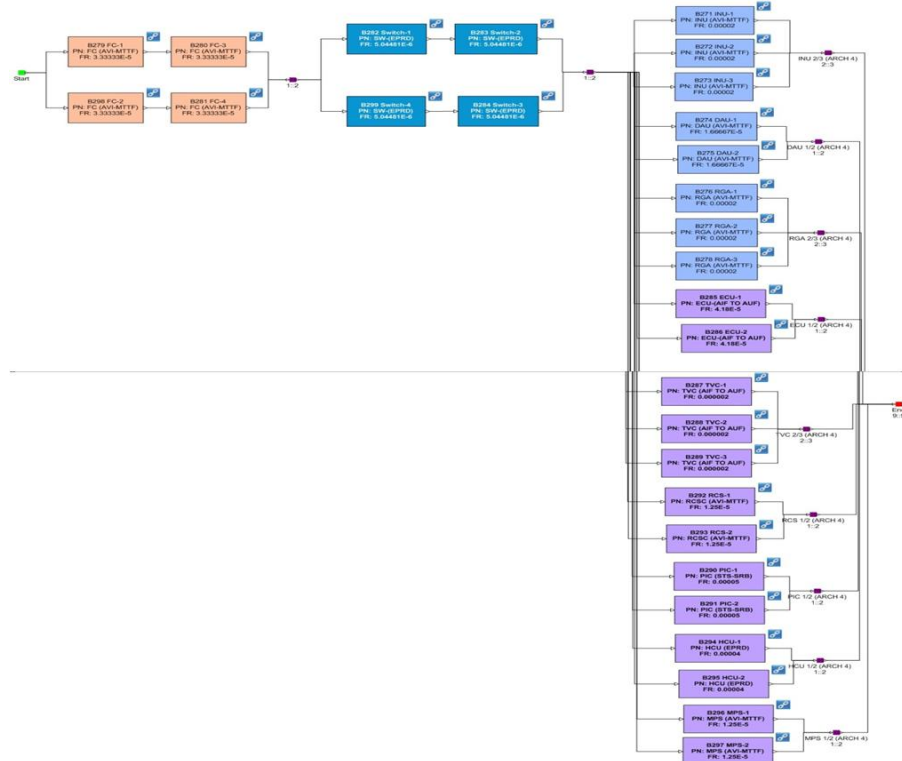 B279 FC-1
PN: FC (AVI-MTTF)
FR: 3.33333E-5
B280 FC-3
PN: FC (AVI-MTTF)
FR: 3.33333E-5
Start
B298 FC-2
PN: FC (AVI-MTTF)
FR: 3.33333E-5
B281 FC-4
PN: FC (AVI-MTTF)
FR: 3.33333E-5
1::2
B282 Switch-1
PN: SW-(EPRD)
FR: 5.04481E-6
B283 Switch-2
PN: SW-(EPRD)
FR: 5.04481E-6
B299 Switch-4
PN: SW-(EPRD)
FR: 5.04481E-6
B284 Switch-3
PN: SW-(EPRD)
FR: 5.04481E-6
1::2
B271 INU-1
PN: INU (AVI-MTTF)
FR: 0.00002
B272 INU-2
PN: INU (AVI-MTTF)
FR: 0.00002
B273 INU-3
PN: INU (AVI-MTTF)
FR: 0.00002
INU 2/3 (ARCH 4)
2::3
B274 DAU-1
PN: DAU (AVI-MTTF)
FR: 1.66667E-5
B275 DAU-2
PN: DAU (AVI-MTTF)
FR: 1.66667E-5
DAU 1/2 (ARCH 4)
1::2
B276 RGA-1
PN: RGA (AVI-MTTF)
FR: 0.00002
B277 RGA-2
PN: RGA (AVI-MTTF)
FR: 0.00002
B278 RGA-3
PN: RGA (AVI-MTTF)
FR: 0.00002
RGA 2/3 (ARCH 4)
2::3
B285 ECU-1
PN: ECU-(AIF TO AUF)
FR: 4.18E-5
B286 ECU-2
PN: ECU-(AIF TO AUF)
FR: 4.18E-5
ECU 1/2 (ARCH 4)
1::2
B287 TVC-1
PN: TVC (AIF TO AUF)
FR: 0.000002
B288 TVC-2
PN: TVC (AIF TO AUF)
FR: 0.000002
B289 TVC-3
PN: TVC (AIF TO AUF)
FR: 0.000002
TVC 2/3 (ARCH 4)
2::3
B292 RCS-1
PN: RCSC (AVI-MTTF)
FR: 1.25E-5
B293 RCS-2
PN: RCSC (AVI-MTTF)
FR: 1.25E-5
RCS 1/2 (ARCH 4)
1::2
B290 PIC-1
PN: PIC (STS-SRB)
FR: 0.00005
B291 PIC-2
PN: PIC (STS-SRB)
FR: 0.00005
PIC 1/2 (ARCH 4)
1::2
B294 HCU-1
PN: HCU (EPRD)
FR: 0.00004
B295 HCU-2
PN: HCU (EPRD)
FR: 0.00004
HCU 1/2 (ARCH 4)
1::2
B296 MPS-1
PN: MPS (AVI-MTTF)
FR: 1.25E-5
B297 MPS-2
PN: MPS (AVI-MTTF)
FR: 1.25E-5
MPS 1/2 (ARCH 4)
1::2